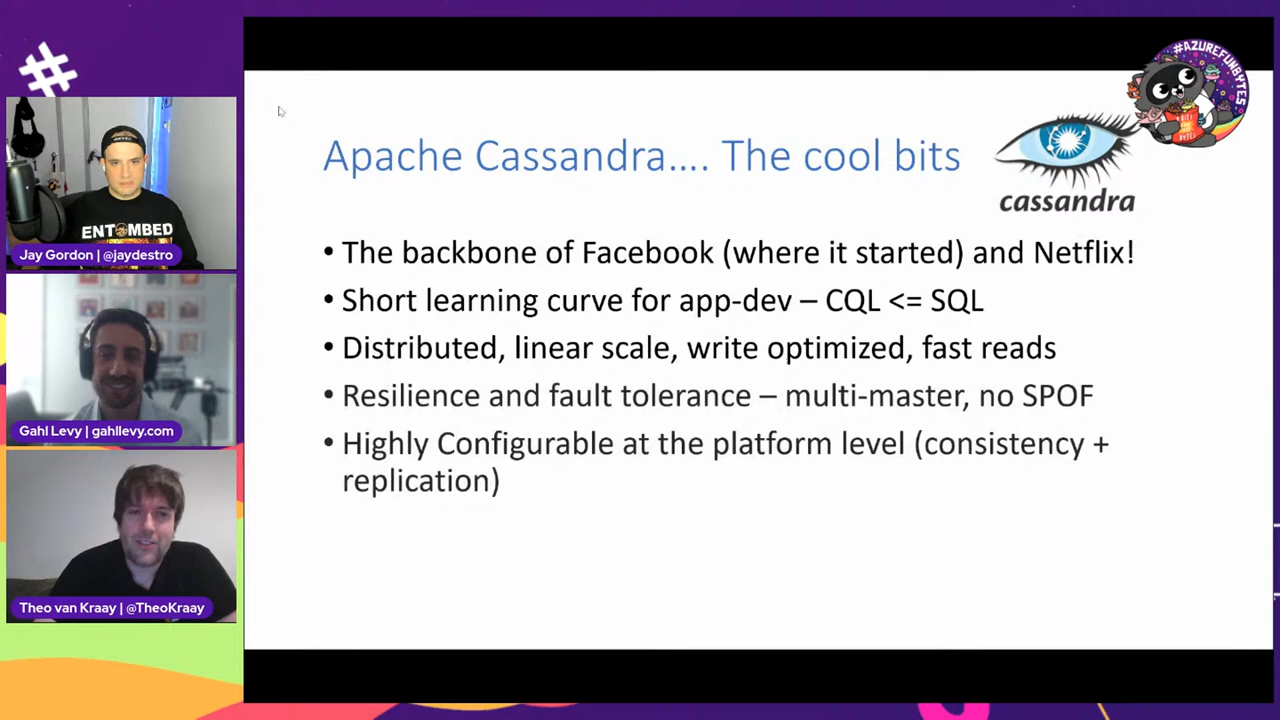 #
#AZUREFUNBYTES
BITS AND BYTES
Apache Cassandra.... The cool bits
cassandra
ENTOMBED
Jay Gordon | @jaydestro
• The backbone of Facebook (where it started) and Netflix!
• Short learning curve for app-dev – CQL <= SQL
• Distributed, linear scale, write optimized, fast reads
• Resilience and fault tolerance – multi-master, no SPOF
• Highly Configurable at the platform level (consistency +
replication)
Gahl Levy | gahllevy.com
Theo van Kraay | @TheoKraay